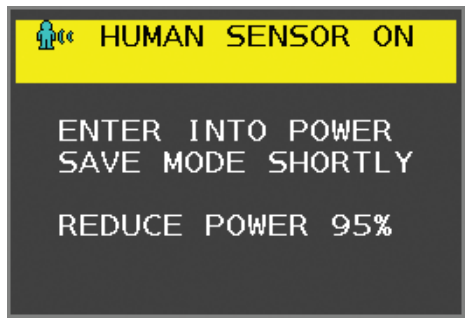 HUMAN SENSOR ON
ENTER INTO POWER
SAVE MODE SHORTLY
REDUCE POWER 95%